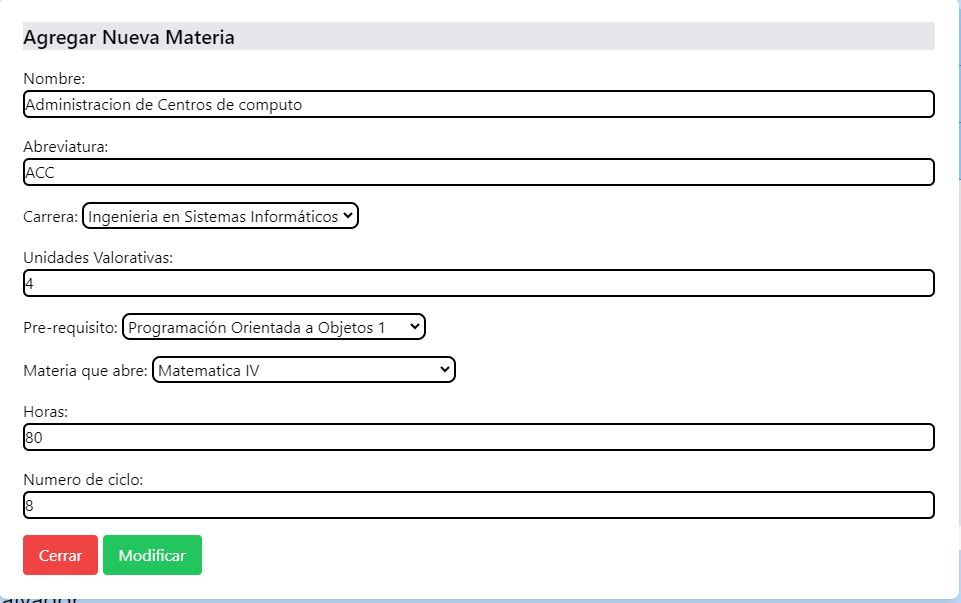 Agregar Nueva Materia
Nombre:
Administracion de Centros de computo
Abreviatura:
ACC
Carrera: Ingenieria en Sistemas Informáticos
Unidades Valorativas:
4
Pre-requisito: Programación Orientada a Objetos 1
Materia que abre: Matematica IV
Horas:
80
Numero de ciclo:
8
Cerrar Modificar